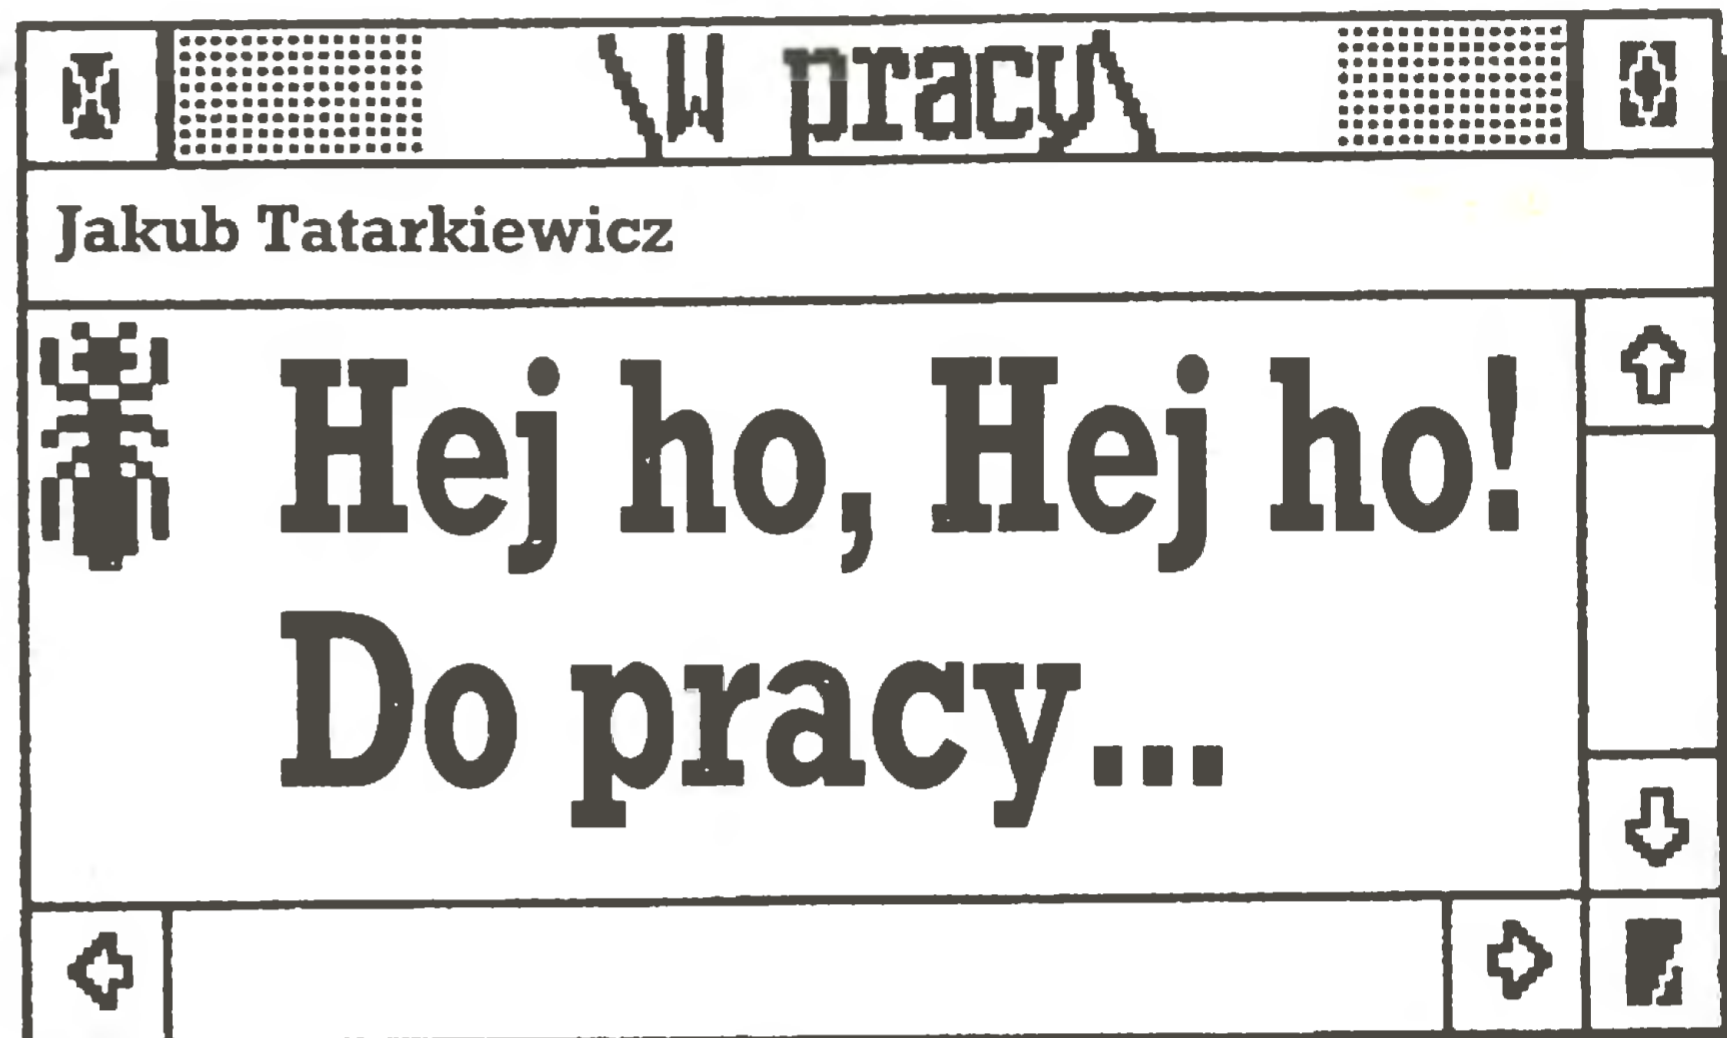 \W pracy\
Jakub Tatarkiewicz
Hej ho, Hej ho!
Do pracy...